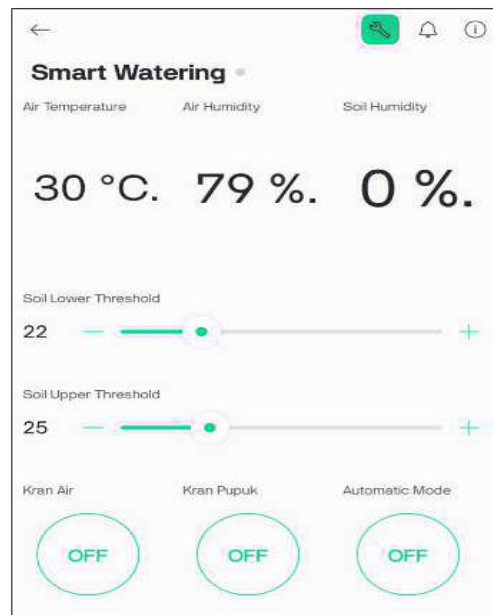 Smart Watering
Air Temperature Air Humidity Soil Humidity
30 °C. 79 %. 0 %.
Soil Lower Threshold
22
Soil Upper Threshold
25
Kran Air Kran Pupuk Automatic Mode
OFF OFF OFF